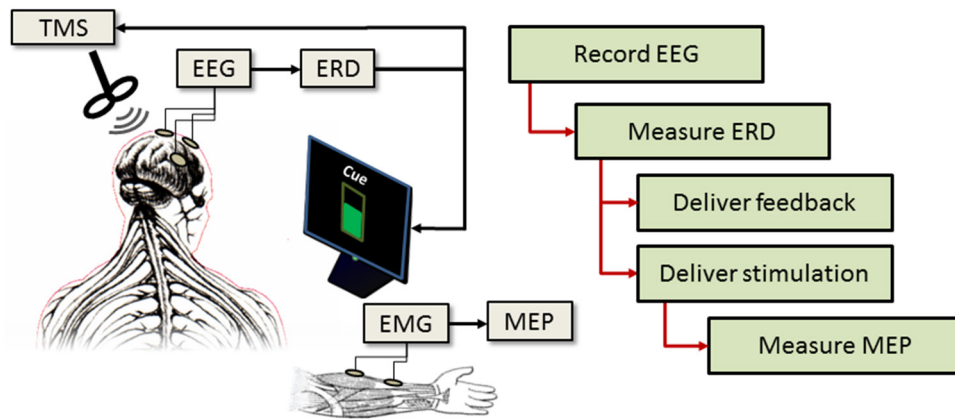 TMS
EEG
ERD
Cue
EMG
MEP
Record EEG
Measure ERD
Deliver feedback
Deliver stimulation
Measure MEP